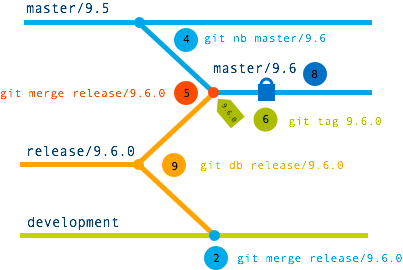 master/9.5
4 git nb master/9.6
master/9.6 8
git merge release/9.6.0 5
9.6.0
6 git tag 9.6.0
release/9.6.0
9 git db release/9.6.0
development
2 git merge release/9.6.0